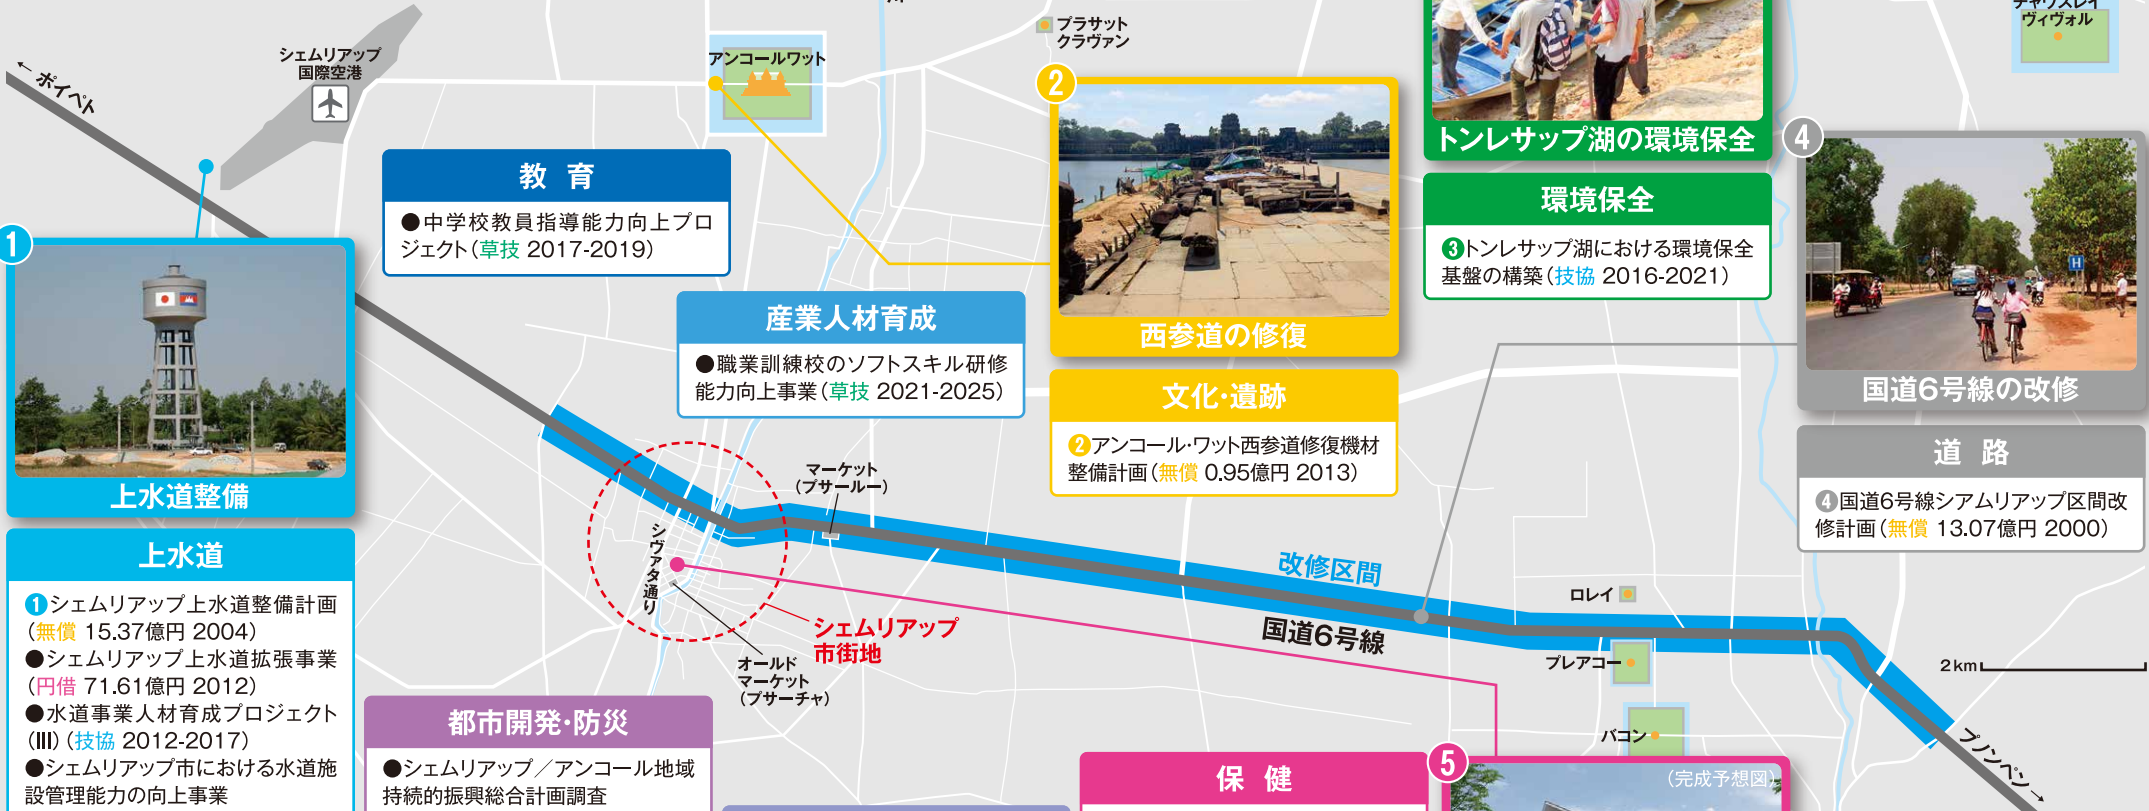 シェムリアップ
国際空港
← ポイペト
アンコールワット
プラサット
クラヴァン
ヴィヴォル
1
上水道整備
上水道
1シェムリアップ上水道整備計画
(無償 15.37億円 2004)
●シェムリアップ上水道拡張事業
(円借 71.61億円 2012)
●水道事業人材育成プロジェクト
(III)(技協 2012-2017)
●シェムリアップ市における水道施
設管理能力の向上事業
教 育
●中学校教員指導能力向上プロ
ジェクト(草技 2017-2019)
産業人材育成
●職業訓練校のソフトスキル研修
能力向上事業(草技 2021-2025)
2
西参道の修復
文化・遺跡
2アンコール・ワット西参道修復機材
整備計画(無償 0.95億円 2013)
トンレサップ湖の環境保全
環境保全
3トンレサップ湖における環境保全
基盤の構築(技協 2016-2021)
4
H
国道6号線の改修
道 路
4国道6号線シアムリアップ区間改
修計画(無償 13.07億円 2000)
マーケット
(プサールー)
シヴァタ通り
シェムリアップ
市街地
オールド
マーケット
(プサーチャ)
改修区間
国道6号線
ロレイ
プレアコー
バコン
2km
プノンペン →
都市開発・防災
●シェムリアップ/アンコール地域
持続的振興総合計画調査
保 健
5
(完成予想図)